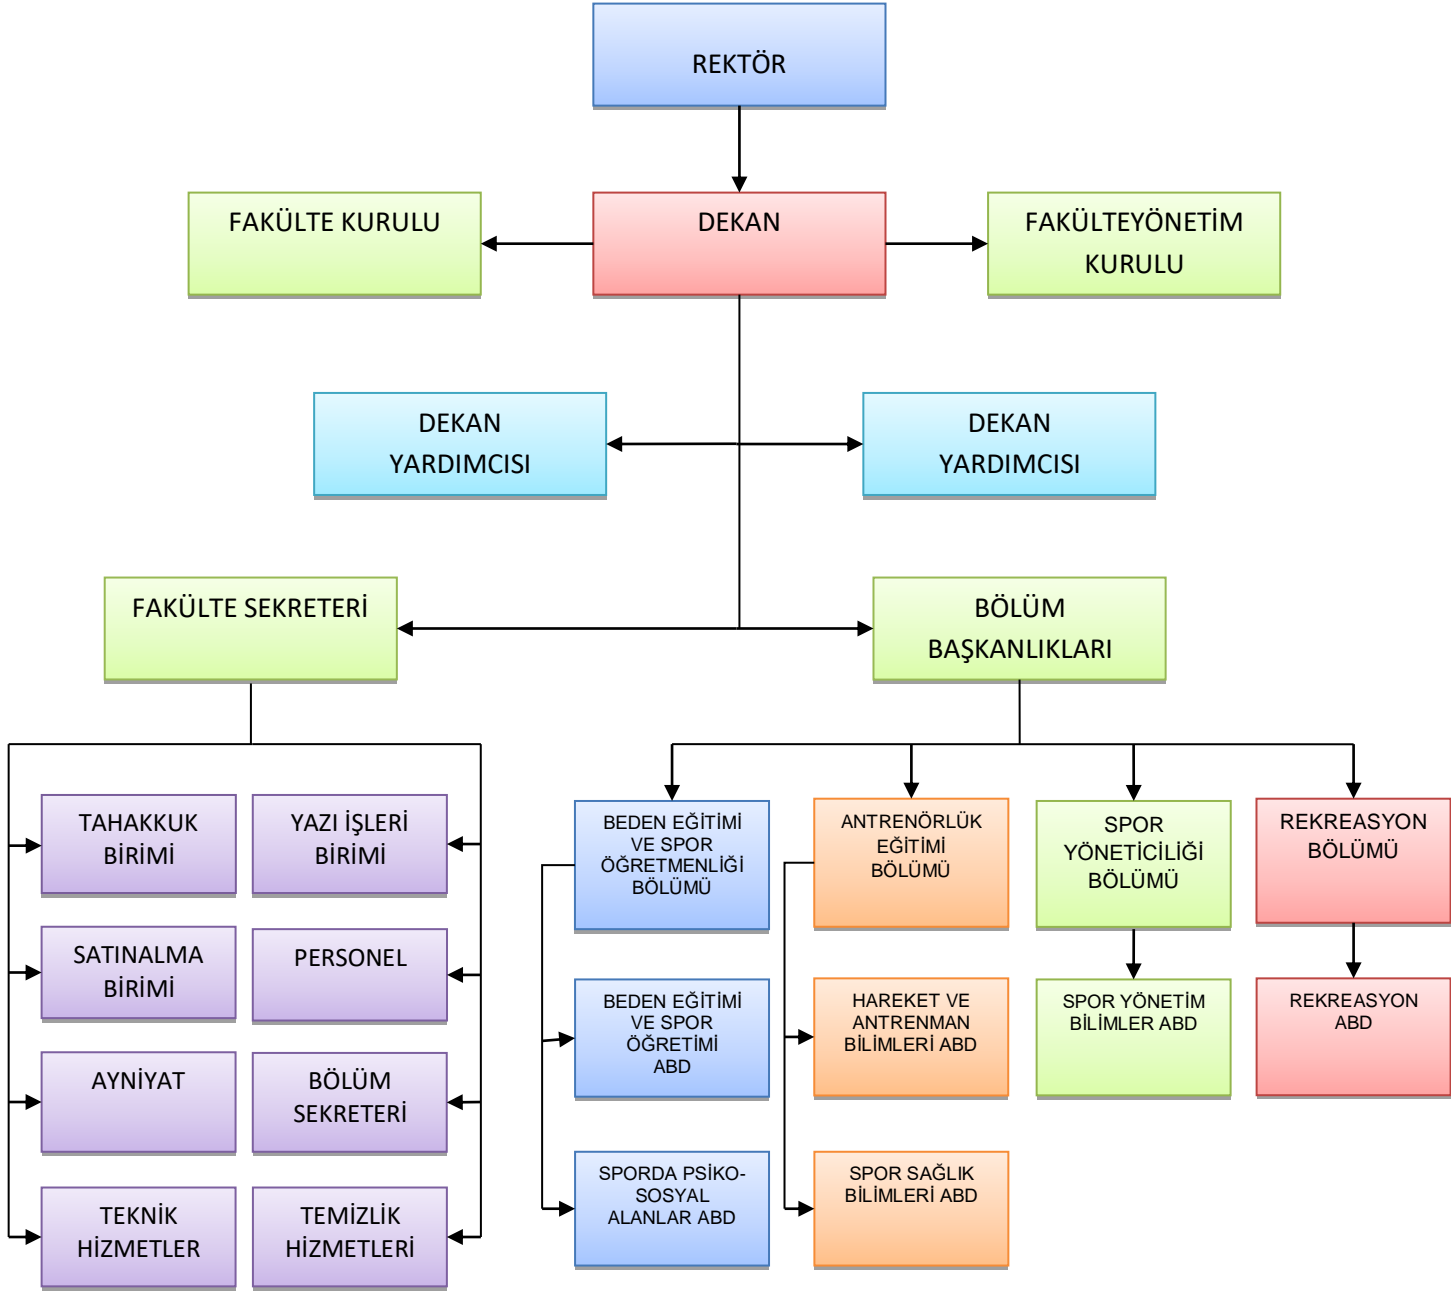 REKTÖR
FAKÜLTE KURULU
DEKAN
FAKÜLTEYÖNETİM
KURULU
DEKAN
YARDIMCISI
DEKAN
YARDIMCISI
FAKÜLTE SEKRETERİ
BÖLÜM
BAŞKANLIKLARI
TAHAKKUK
BİRİMİ
YAZI İŞLERİ
BİRİMİ
SATINALMA
BİRİMİ
PERSONEL
AYNİYAT
BÖLÜM
SEKRETERİ
TEKNİK
HİZMETLER
TEMİZLİK
HİZMETLERİ
BEDEN EĞİTİMİ
VE SPOR
ÖĞRETMENLİĞİ
BÖLÜMÜ
ANTRENÖRLÜK
EĞİTİMİ
BÖLÜMÜ
SPOR
YÖNETİCİLİĞİ
BÖLÜMÜ
REKREASYON
BÖLÜMÜ
BEDEN EĞİTİMİ
VE SPOR
ÖĞRETİMİ
ABD
HAREKET VE
ANTRENMAN
BİLİMLERİ ABD
SPOR YÖNETİM
BİLİMLER ABD
REKREASYON
ABD
SPORDA PSİKO-
SOSYAL
ALANLAR ABD
SPOR SAĞLIK
BİLİMLERİ ABD